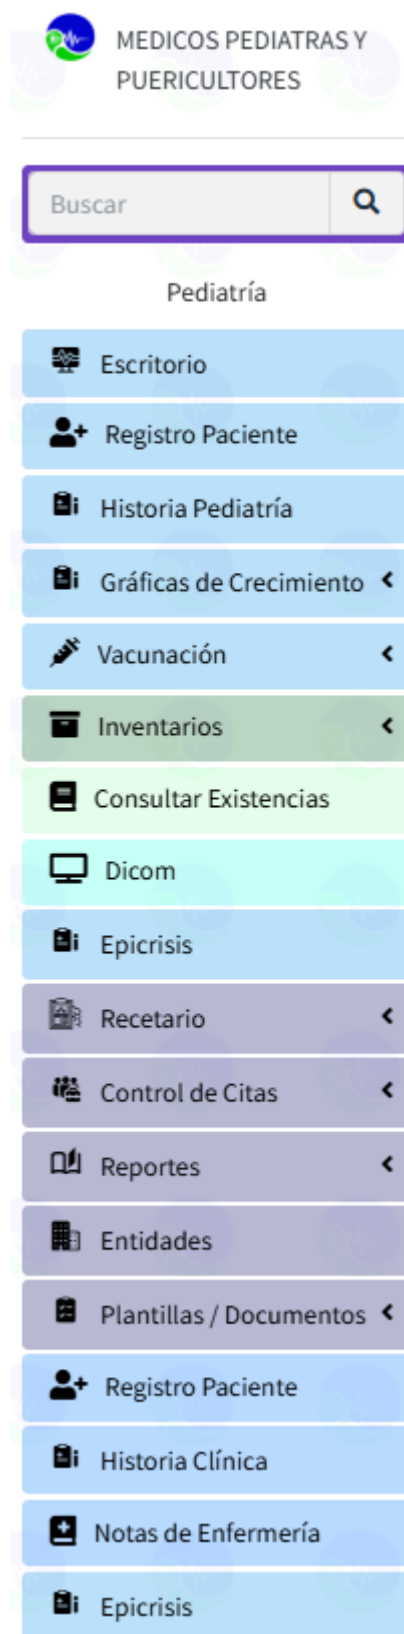 MEDICOS PEDIATRAS Y
PUERICULTORES
Buscar
Pediatría
Escritorio
Registro Paciente
Historia Pediatría
Gráficas de Crecimiento
Vacunación
Inventarios
Consultar Existencias
Dicom
Epicrisis
Recetario
Control de Citas
Reportes
Entidades
Plantillas / Documentos
Registro Paciente
Historia Clínica
Notas de Enfermería
Epicrisis